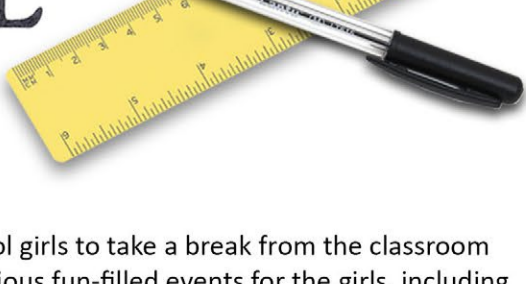 L
ol girls to take a break from the classroom
ious fun-filled events for the girls, including